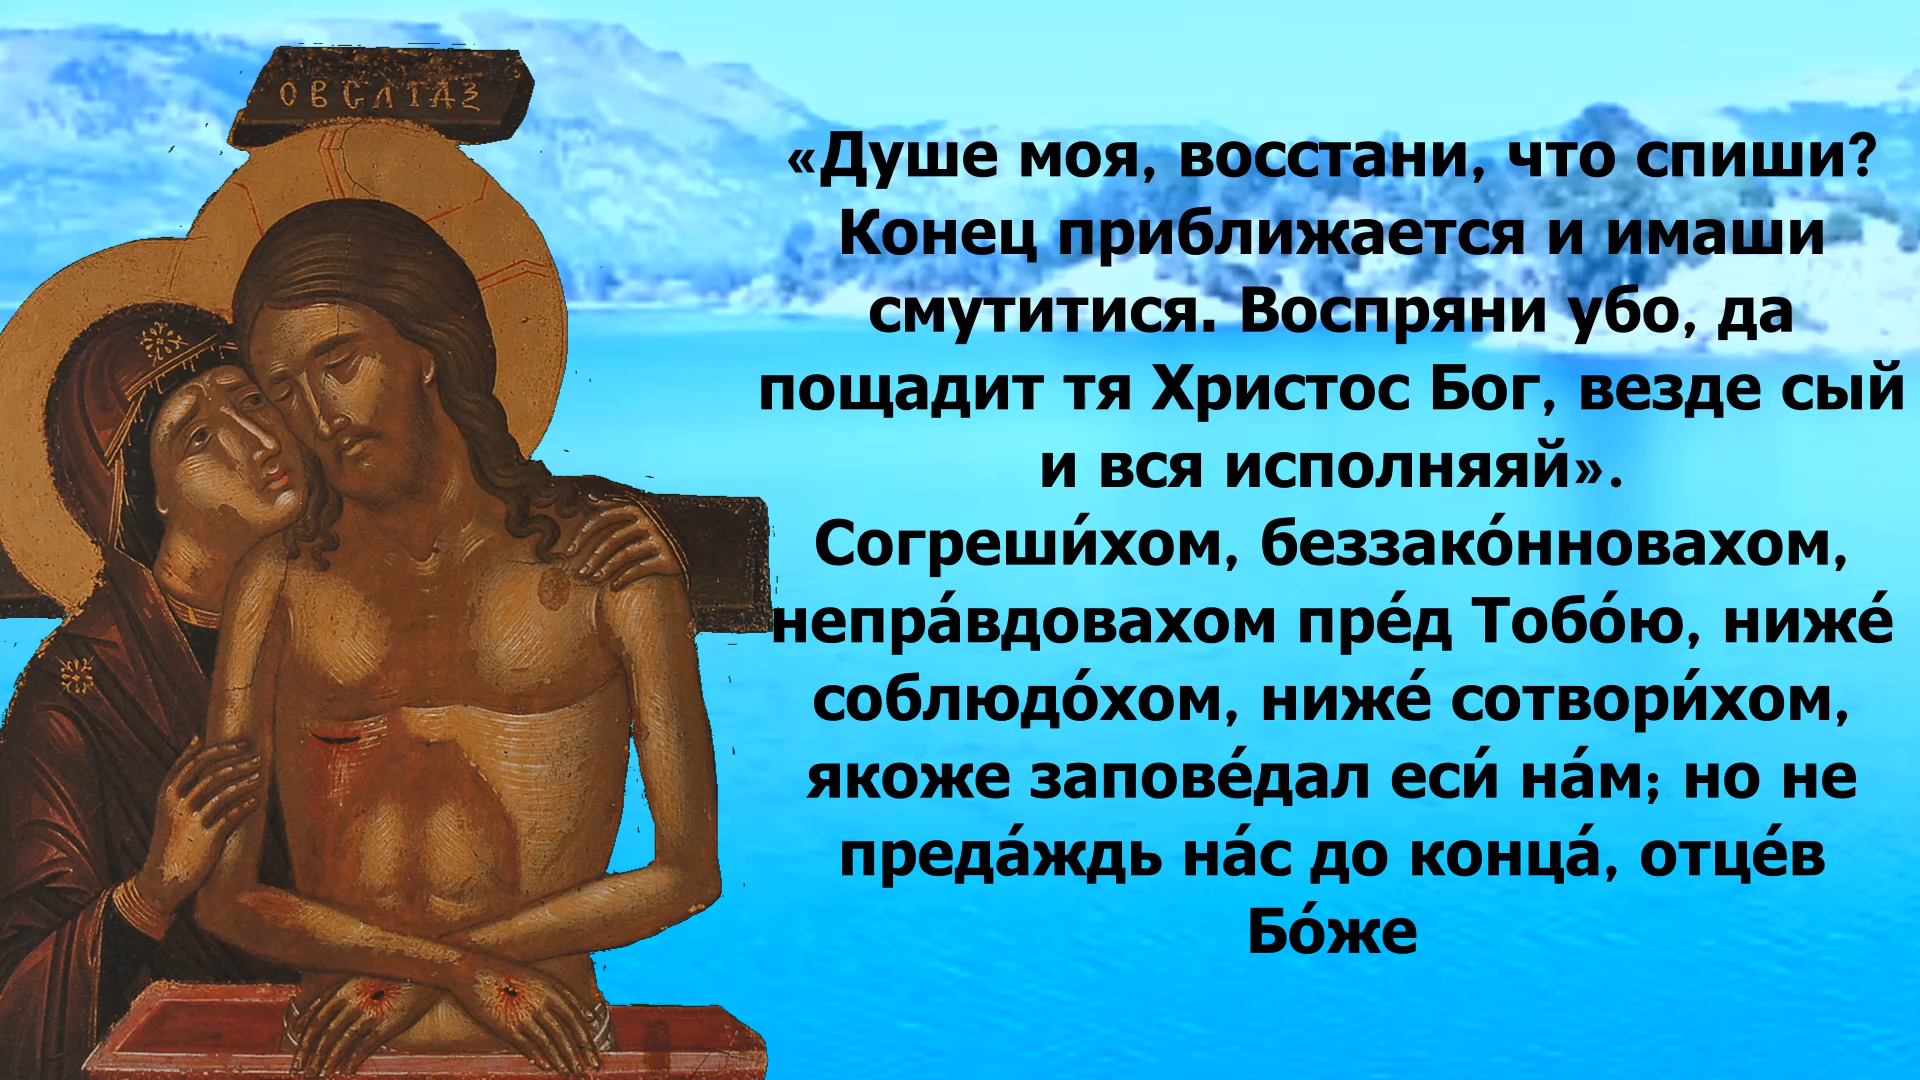 О ВСΛΤΔΞ
«Душе моя, восстани, что спиши?
Конец приближается и имаши
смутитися. Воспряни убо, да
пощадит тя Христос Бог, везде сый
и вся исполняяй».
Согреши́хом, беззако́нновахом,
непра́вдовахом пре́д Тобо́ю, ниже́
соблюдо́хом, ниже́ сотвори́хом,
якоже запове́дал еси́ на́м; но не
преда́ждь на́с до конца́, отце́в
Бо́же